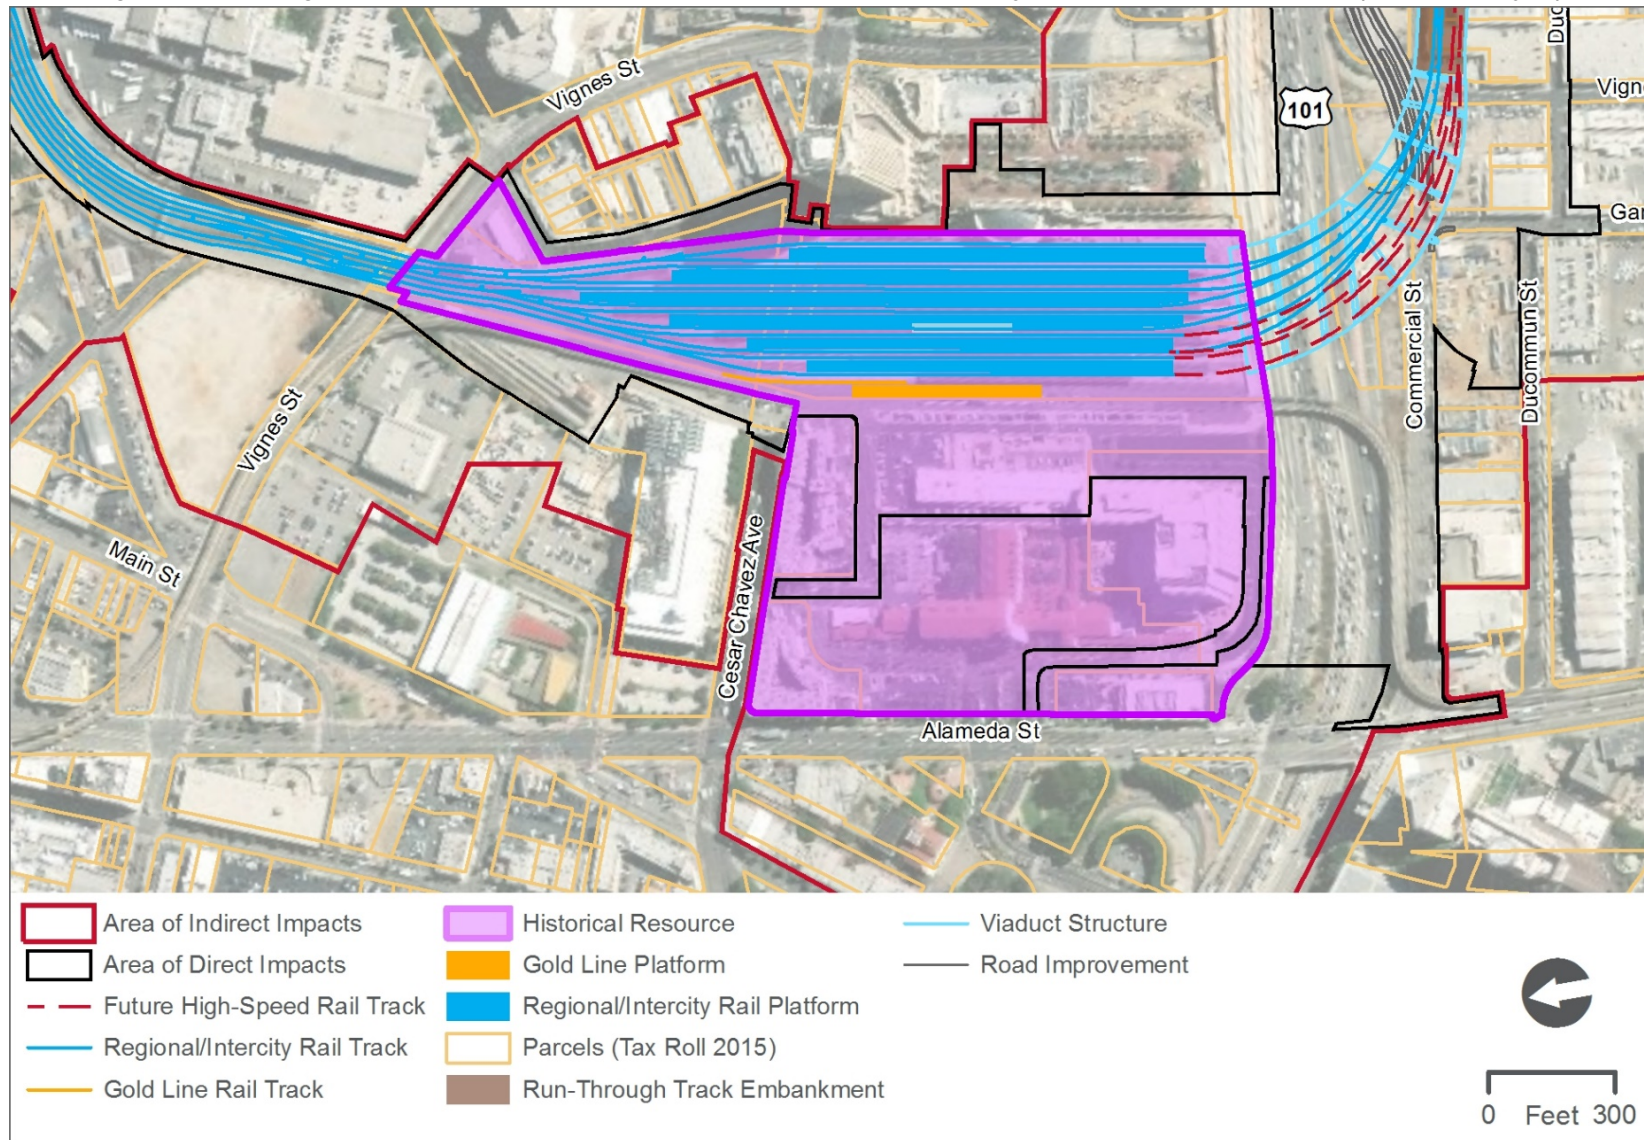 Vignes St
101
Duc
Vign
Gar
Commercial St
Ducommun St
Vignes St
Main St
Cesar Chavez Ave
Alameda St
Area of Indirect Impacts
Area of Direct Impacts
Future High-Speed Rail Track
Regional/Intercity Rail Track
Gold Line Rail Track
Historical Resource
Gold Line Platform
Regional/Intercity Rail Platform
Parcels (Tax Roll 2015)
Run-Through Track Embankment
Viaduct Structure
Road Improvement
0 Feet 300